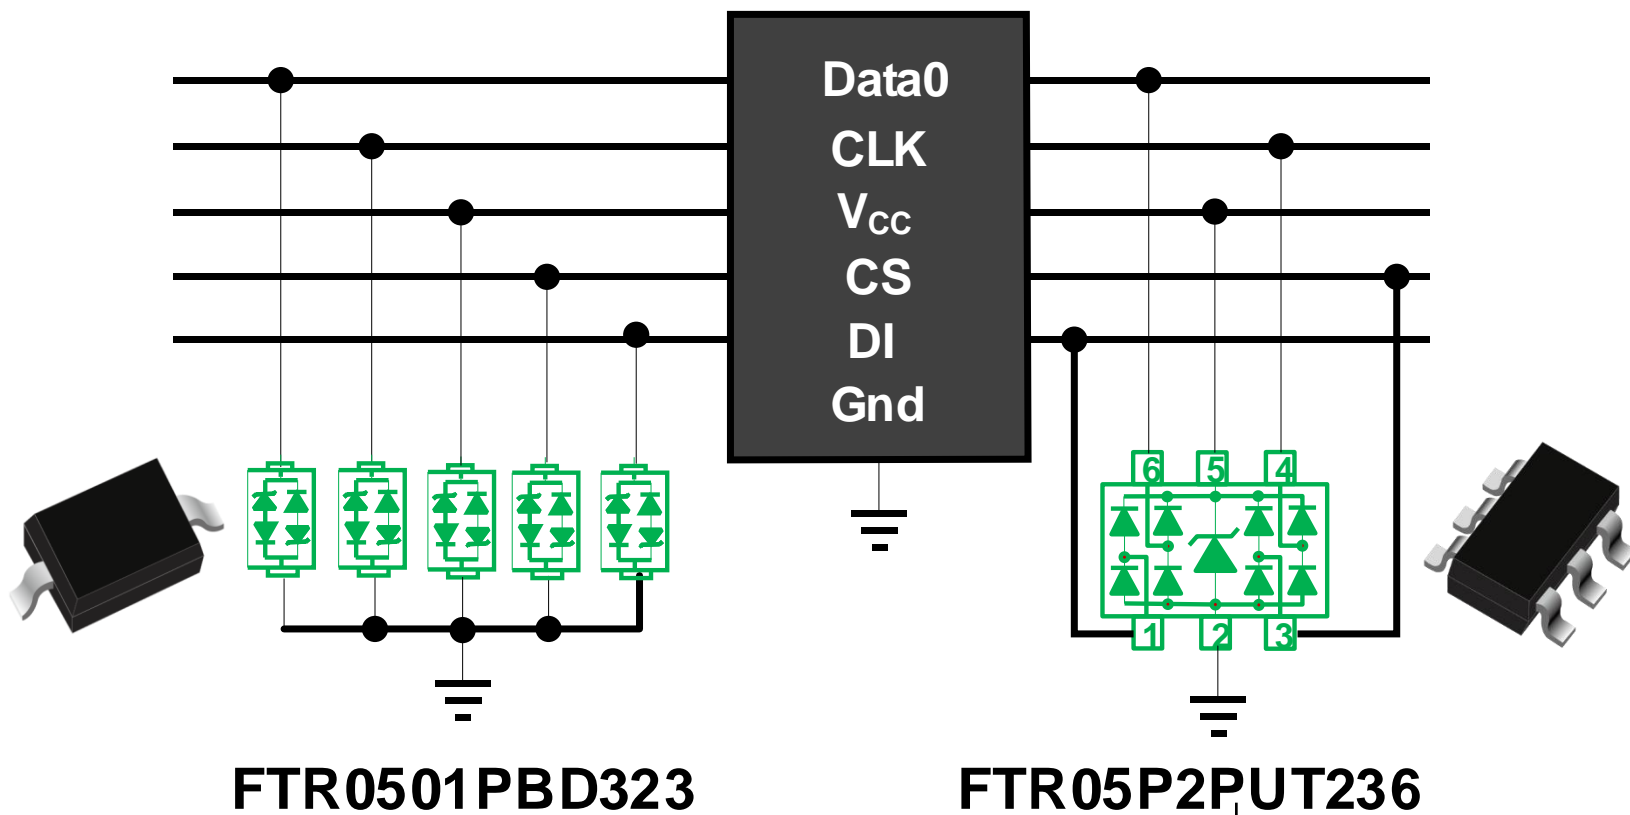 Data0
CLK
VCC
CS
DI
Gnd
6 5 4
1 2 3
FTR0501PBD323
FTR05P2PUT236